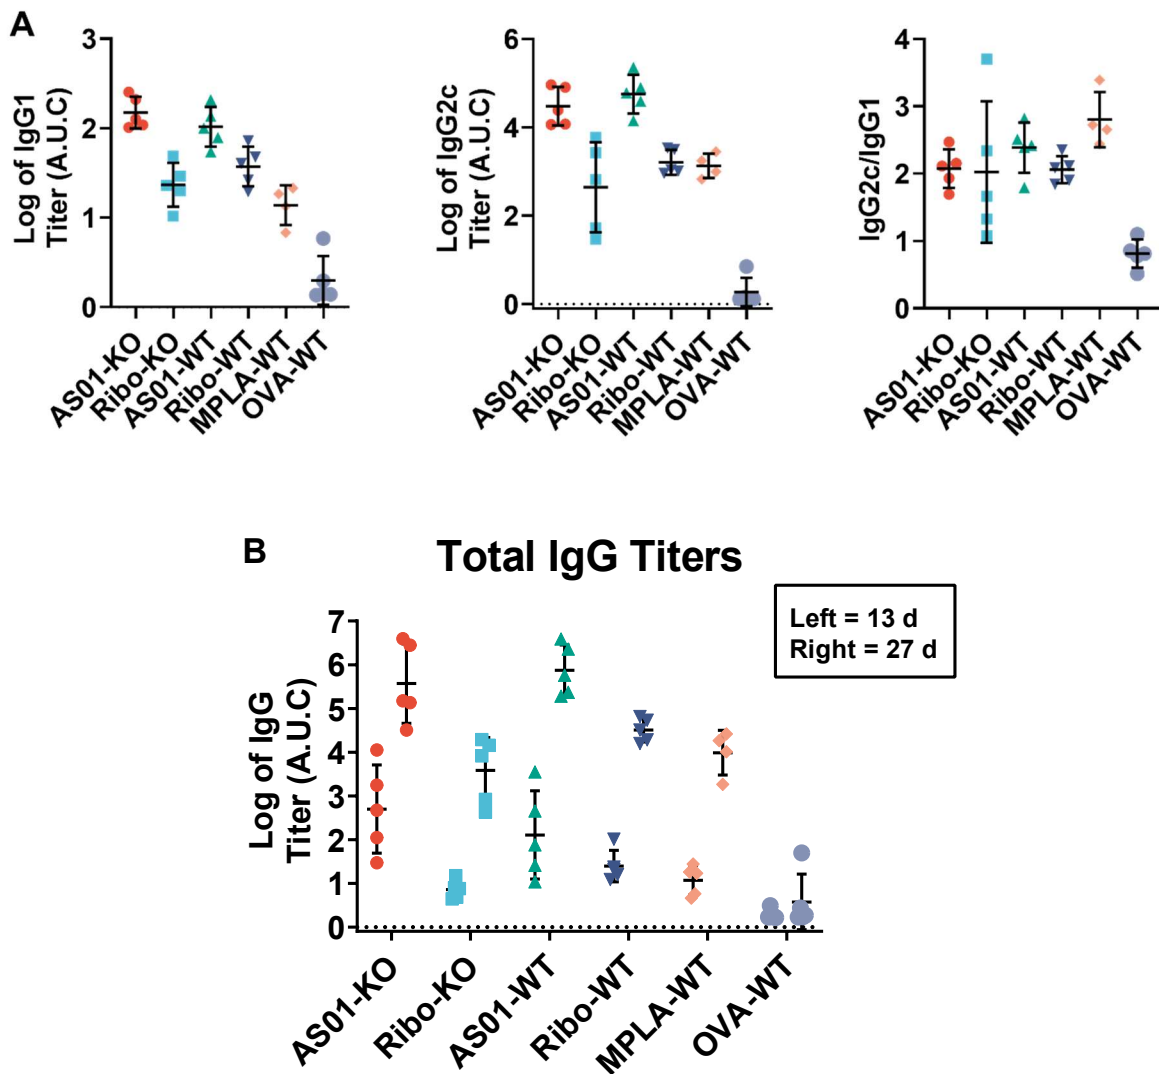 A
Log of IgG1
Titer (A.U.C)
3
2
1
0
AS01-KO
Ribo-KO
AS01-WT
Ribo-WT
MPLA-WT
OVA-WT
Log of IgG2c
Titer (A.U.C)
6
4
2
0
AS01-KO
Ribo-KO
AS01-WT
Ribo-WT
MPLA-WT
OVA-WT
IgG2c/IgG1
4
3
2
1
0
AS01-KO
Ribo-KO
AS01-WT
Ribo-WT
MPLA-WT
OVA-WT
B
Total IgG Titers
Left = 13 d
Right = 27 d
Log of IgG
Titer (A.U.C)
7
6
5
4
3
2
1
0
AS01-KO
Ribo-KO
AS01-WT
Ribo-WT
MPLA-WT
OVA-WT